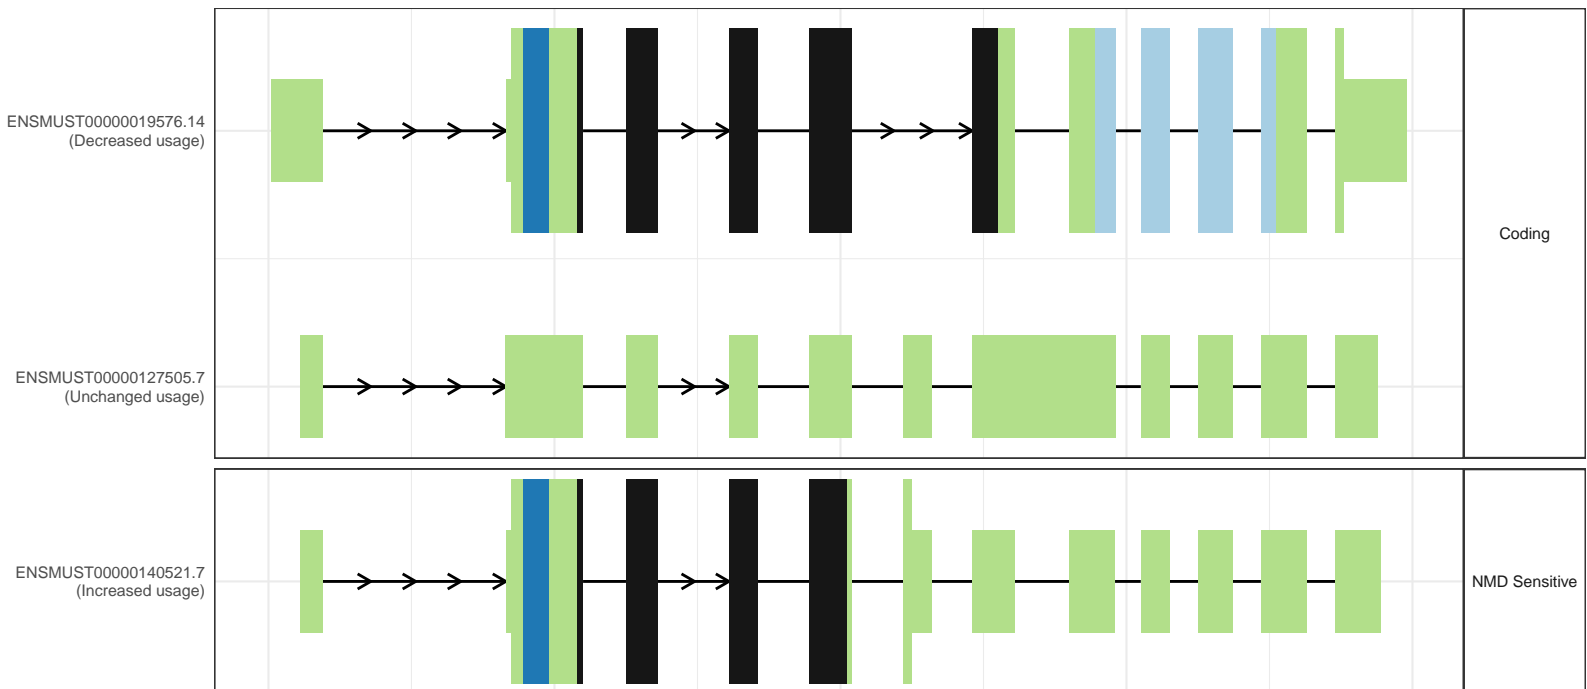 ENSMUST00000019576.14
(Decreased usage)
Coding
ENSMUST00000127505.7
(Unchanged usage)
ENSMUST00000140521.7
(Increased usage)
NMD Sensitive